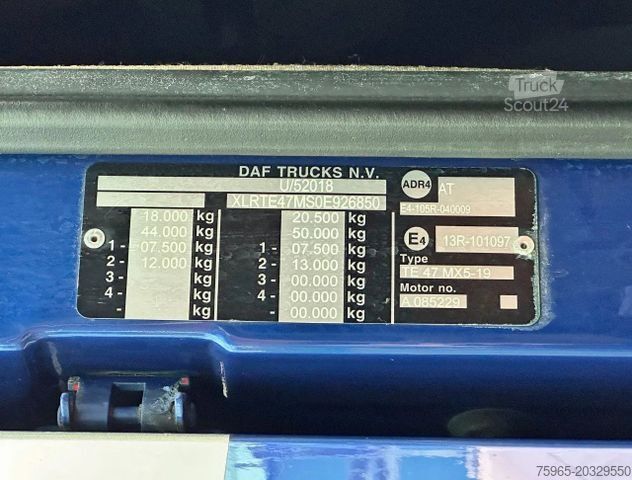 Truck
Scout24
DAF TRUCKS N.V.
U/52018
XLRTE47MS0E926850
18.000 kg 20.500 kg
44.000 kg 50.000 kg
1 - 07.500 kg 1 - 07.500 kg
2 - 12.000 kg 2 - 13.000 kg
3 - kg 3 - 00.000 kg
4 - kg 4 - 00.000 kg
- kg - 00.000 kg
ADR4 AT
E4-105R-040009
E4 13R-101097
Type
TE 47 MX5-19
Motor no.
A 085229
75965-20329550